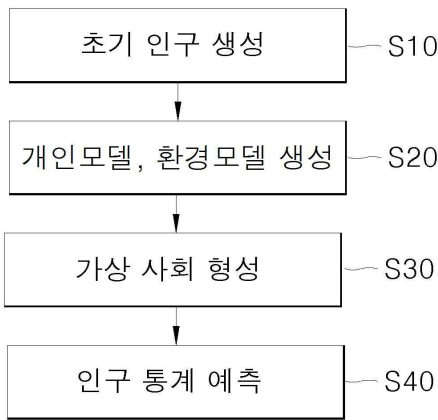 초기 인구 생성 S10
개인모델, 환경모델 생성 S20
가상 사회 형성 S30
인구 통계 예측 S40